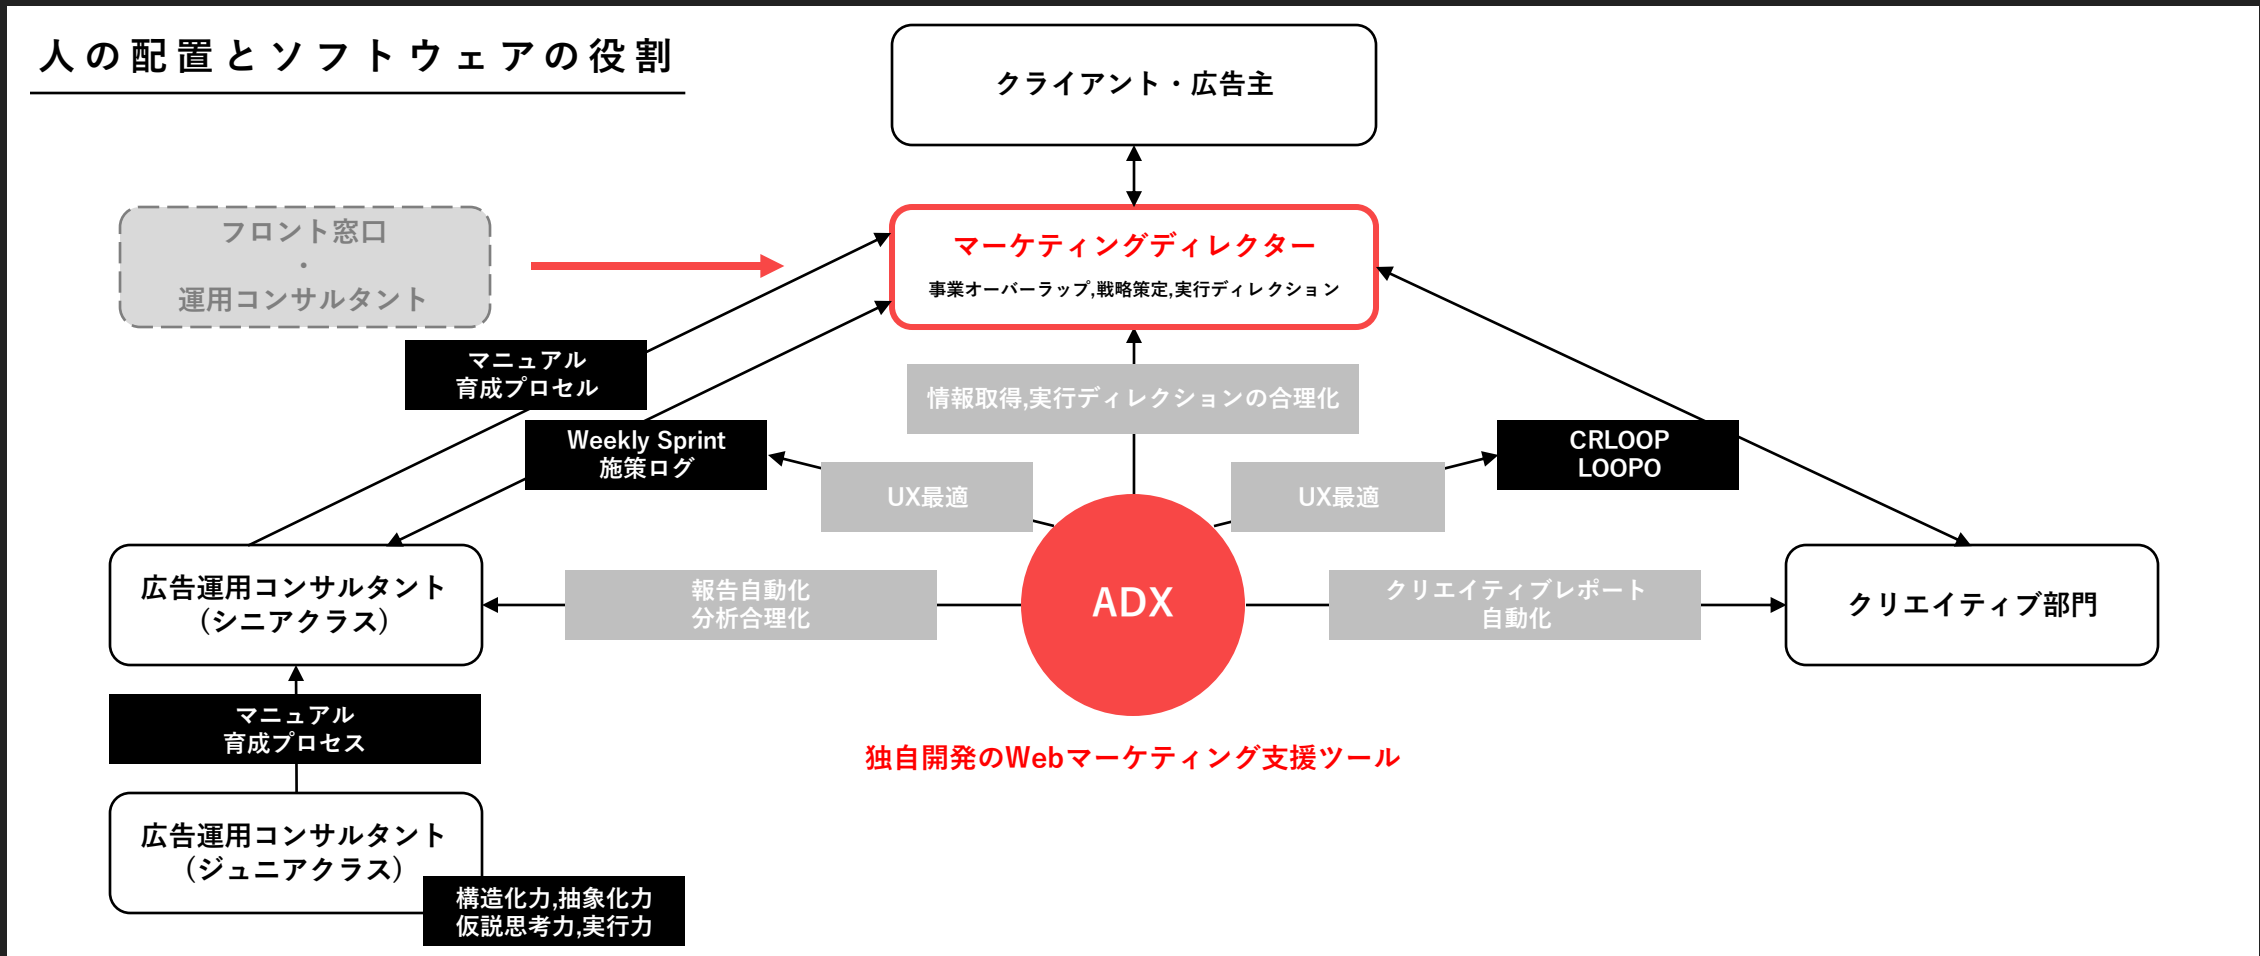 人の配置とソフトウェアの役割
クライアント・広告主
フロント窓口
・
運用コンサルタント
マーケティングディレクター
事業オーバーラップ,戦略策定,実行ディレクション
マニュアル
育成プロセル
情報取得,実行ディレクションの合理化
Weekly Sprint
施策ログ
CRLOOP
LOOPO
UX最適
UX最適
広告運用コンサルタント
（シニアクラス）
報告自動化
分析合理化
ADX
クリエイティブレポート
自動化
クリエイティブ部門
マニュアル
育成プロセス
独自開発のWebマーケティング支援ツール
広告運用コンサルタント
（ジュニアクラス）
構造化力,抽象化力
仮説思考力,実行力